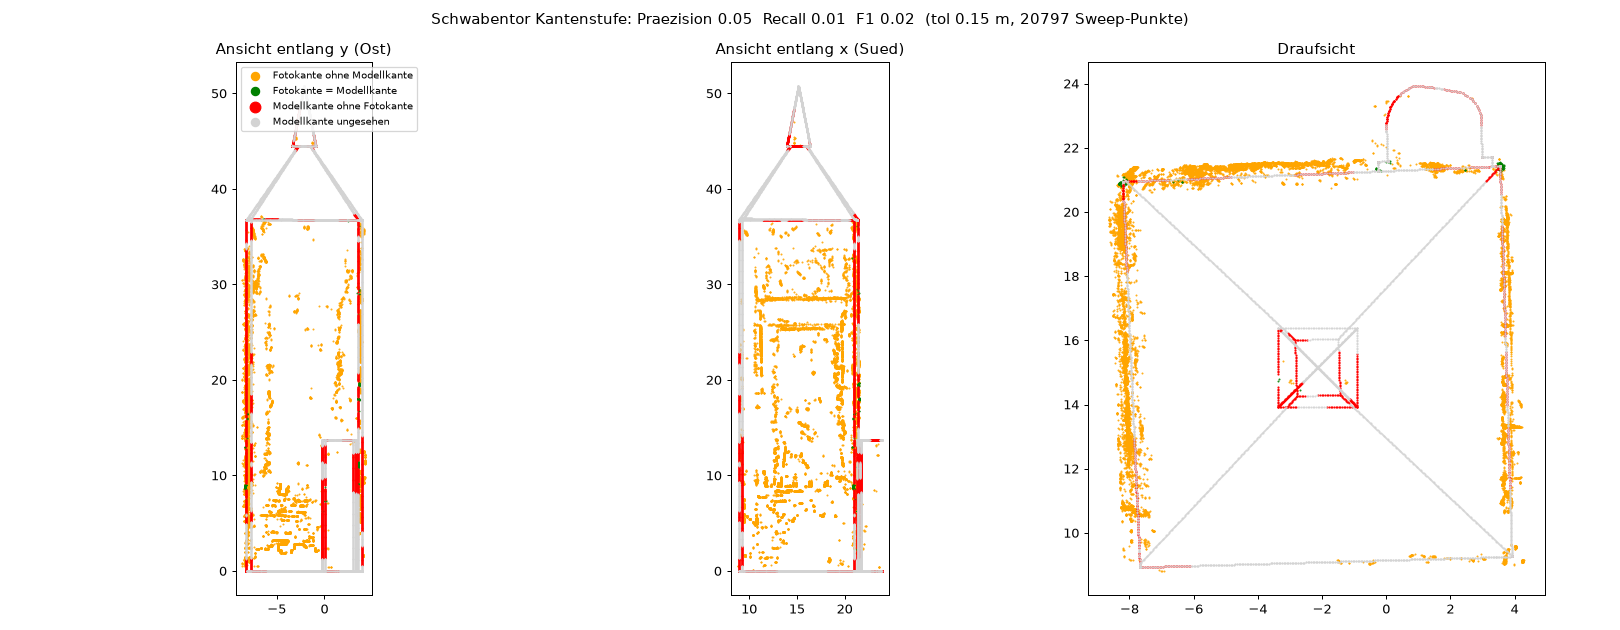 Schwabentor Kantenstufe: Praezision 0.05  Recall 0.01  F1 0.02  (tol 0.15 m, 20797 Sweep-Punkte)
Ansicht entlang y (Ost)
Fotokante ohne Modellkante
Fotokante = Modellkante
Modellkante ohne Fotokante
Modellkante ungesehen
50
40
30
20
10
0
−5 0
Ansicht entlang x (Sued)
50
40
30
20
10
0
10 15 20
Draufsicht
24
22
20
18
16
14
12
10
−8 −6 −4 −2 0 2 4